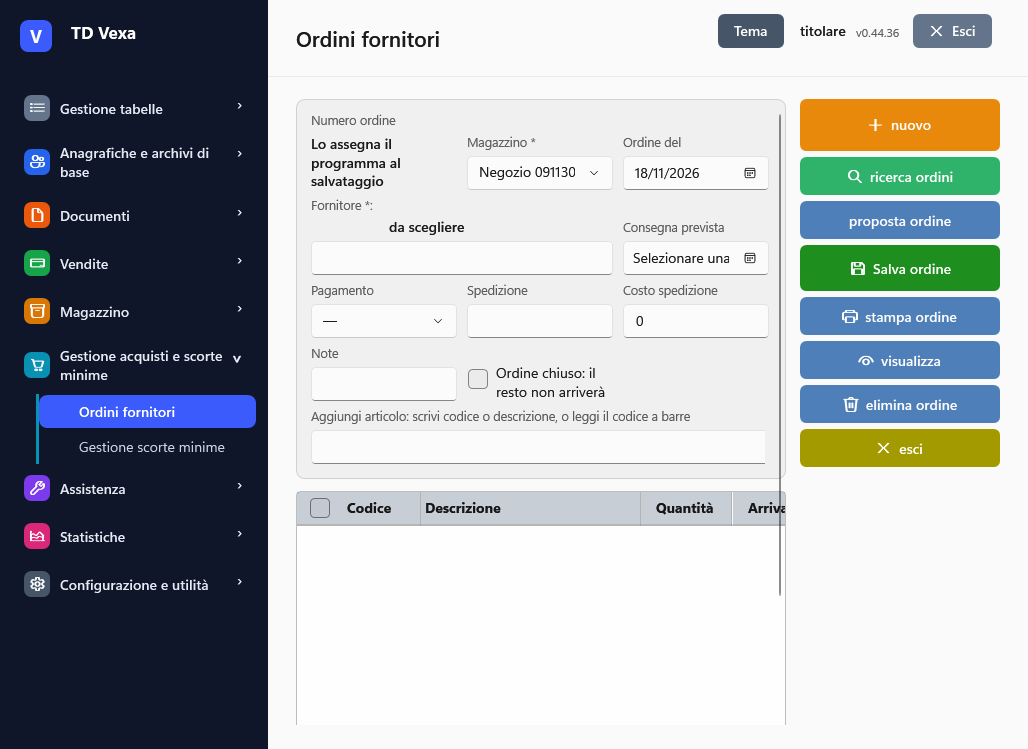 V
TD Vexa
Gestione tabelle
Anagrafiche e archivi di
base
Documenti
Vendite
Magazzino
Gestione acquisti e scorte
minime
Ordini fornitori
Gestione scorte minime
Assistenza
Statistiche
Configurazione e utilità
Ordini fornitori
Tema
titolare
v0.44.36
Esci
Numero ordine
Lo assegna il
programma al
salvataggio
Magazzino *
Negozio 091130
Ordine del
18/11/2026
Fornitore *:
da scegliere
Consegna prevista
Selezionare una
Pagamento
—
Spedizione
Costo spedizione
0
Note
Ordine chiuso: il
resto non arriverà
Aggiungi articolo: scrivi codice o descrizione, o leggi il codice a barre
Codice
Descrizione
Quantità
Arriva
nuovo
ricerca ordini
proposta ordine
Salva ordine
stampa ordine
visualizza
elimina ordine
esci